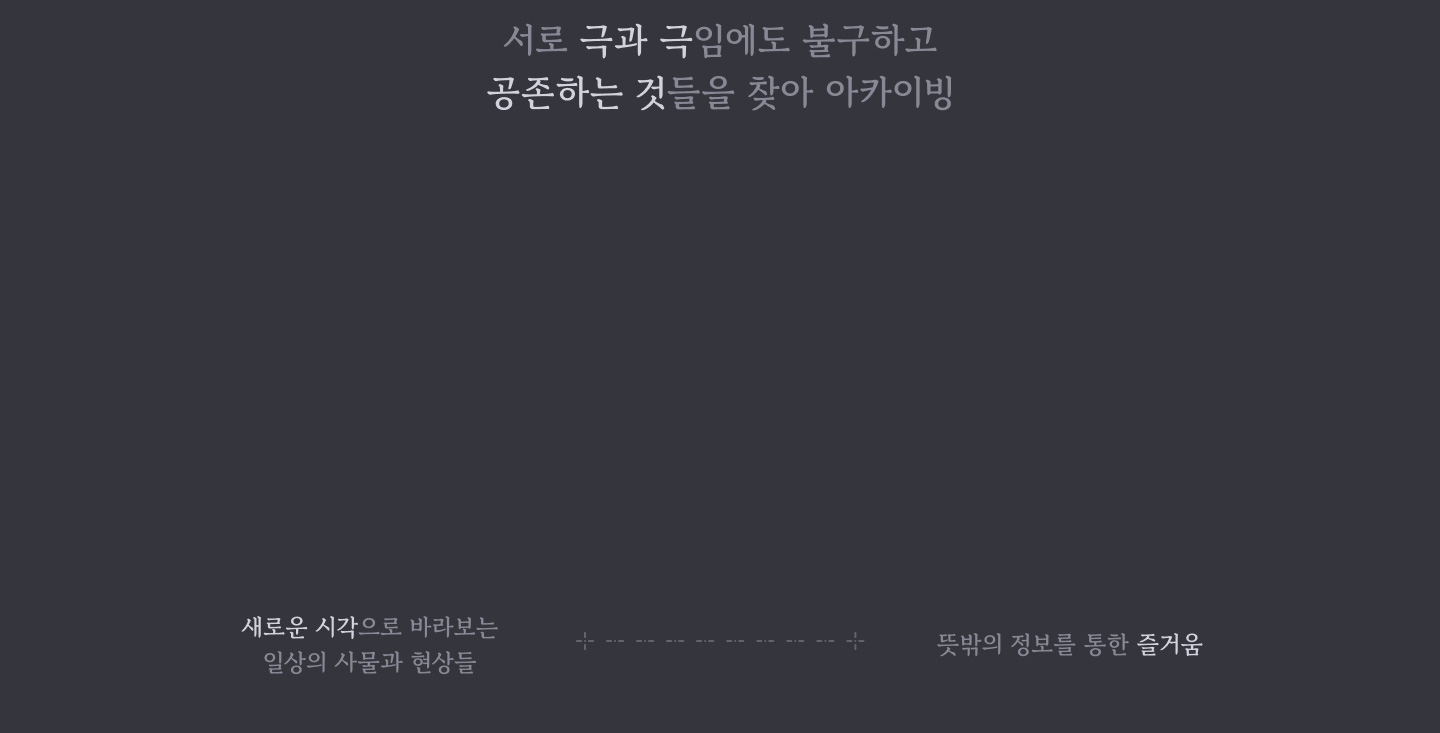 서로 극과 극임에도 불구하고
공존하는 것들을 찾아 아카이빙
새로운 시각으로 바라보는
일상의 사물과 현상들
뜻밖의 정보를 통한 즐거움